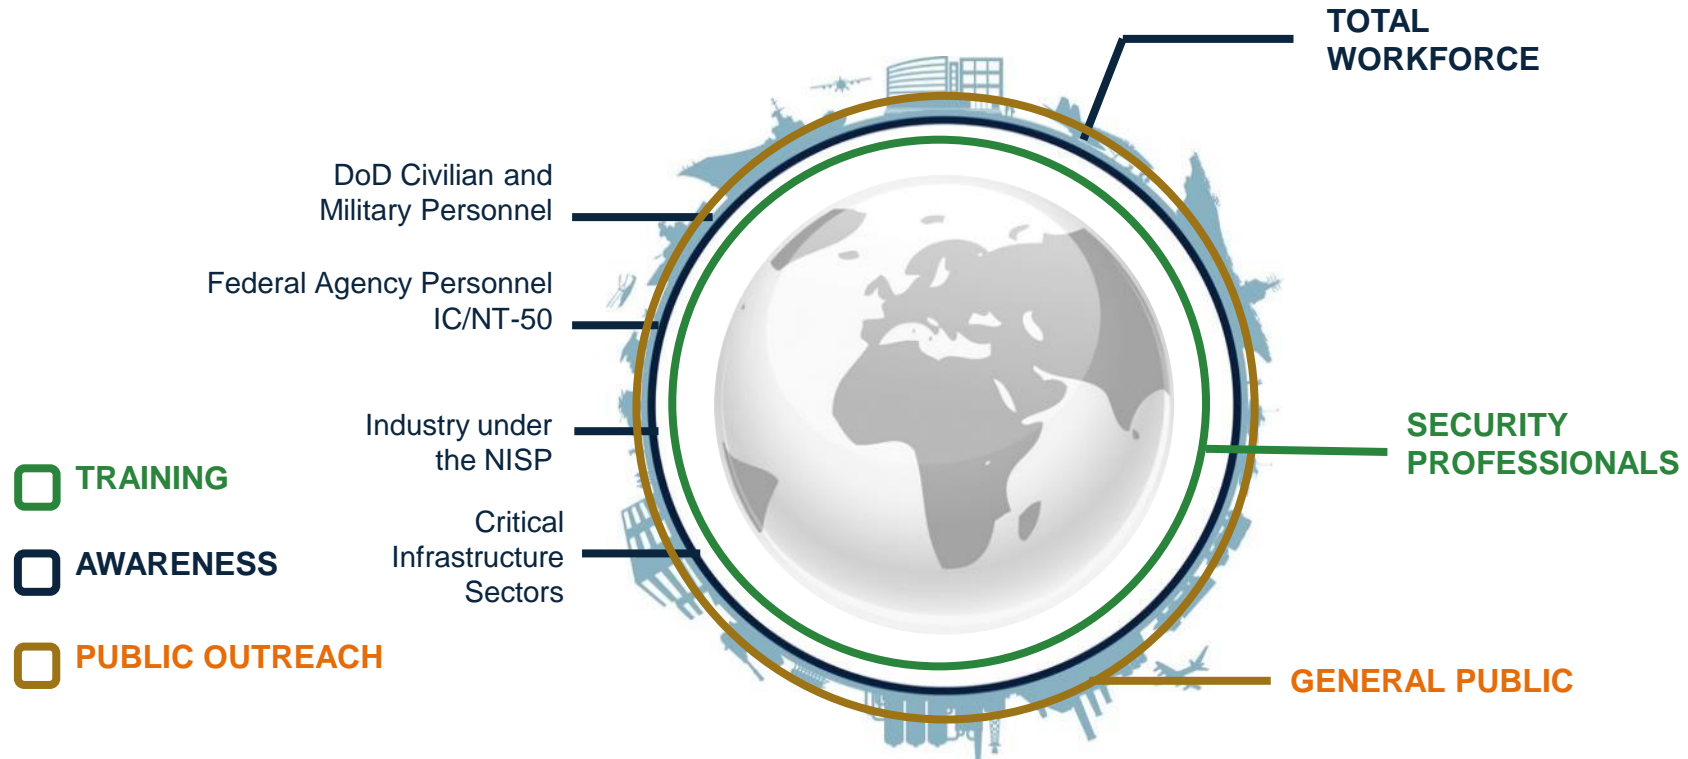 TOTAL
WORKFORCE
DoD Civilian and
Military Personnel
Federal Agency Personnel
IC/NT-50
Industry under
the NISP
Critical
Infrastructure
Sectors
TRAINING
AWARENESS
PUBLIC OUTREACH
SECURITY
PROFESSIONALS
GENERAL PUBLIC